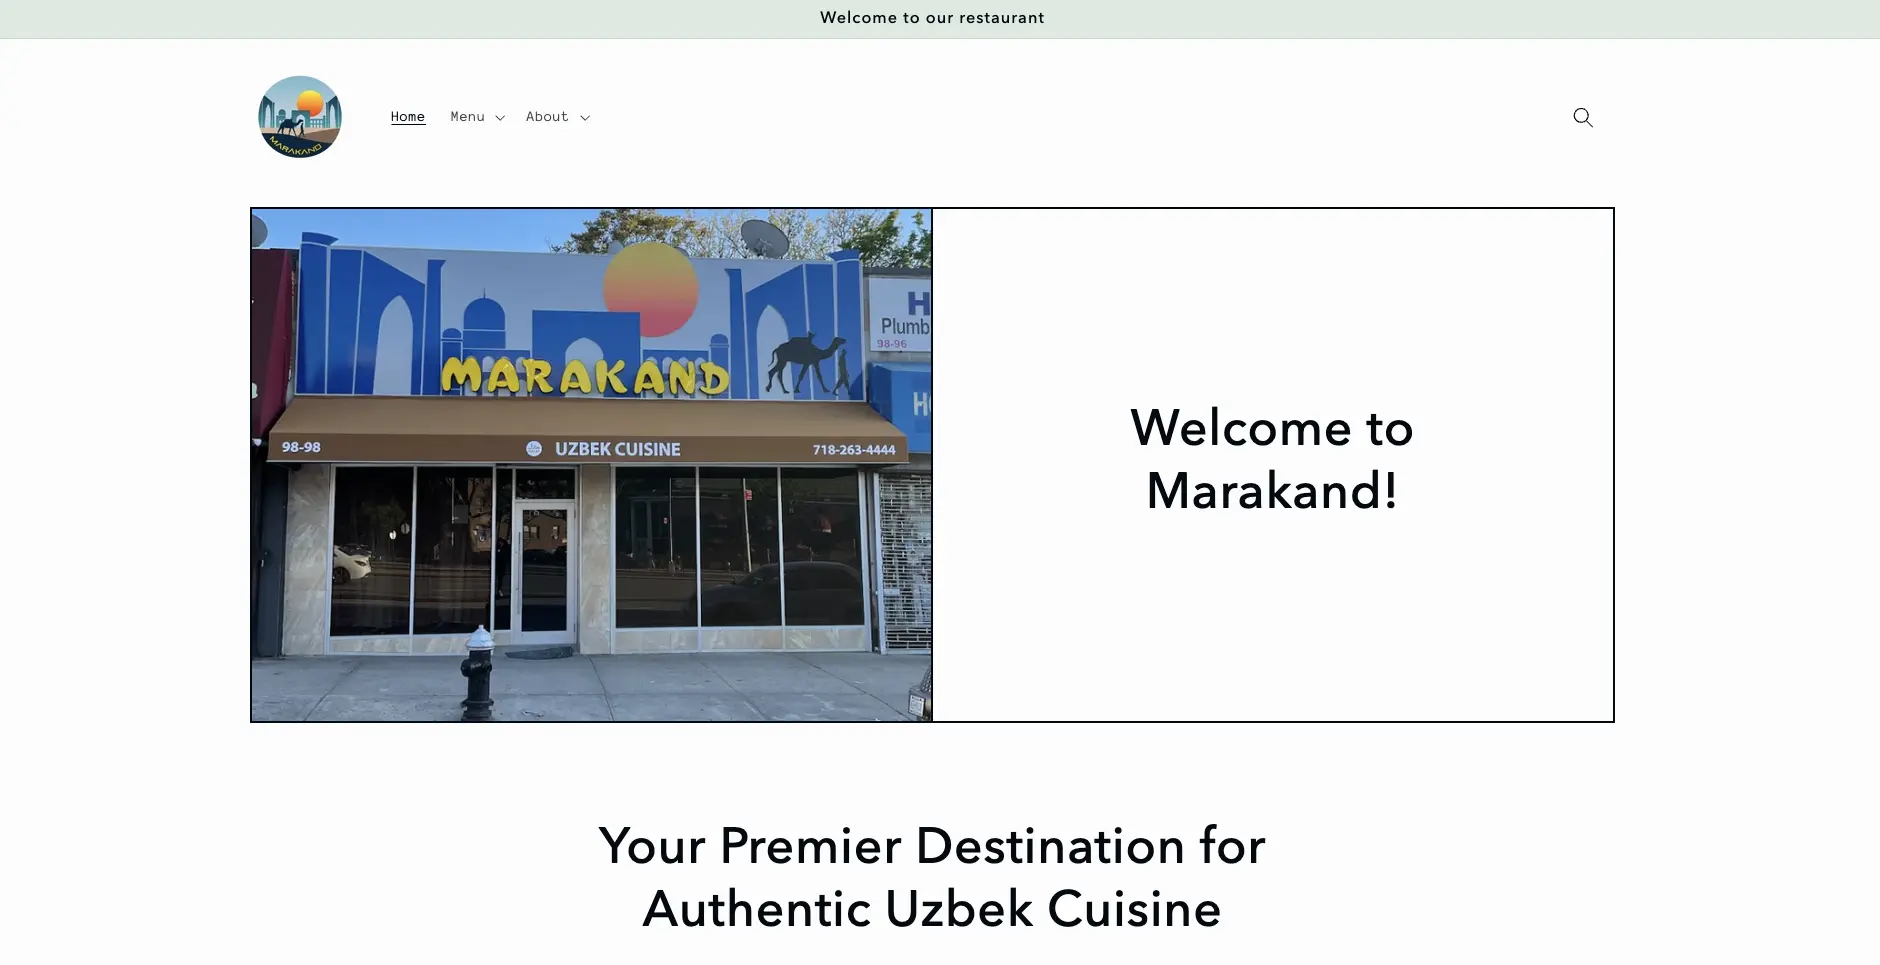 Welcome to our restaurant
MARAKAND
Home
Menu
About
MARAKAND
98-98
UZBEK CUISINE
718-263-4444
H
Plumb
98-96
H
Welcome to
Marakand!
Your Premier Destination for
Authentic Uzbek Cuisine